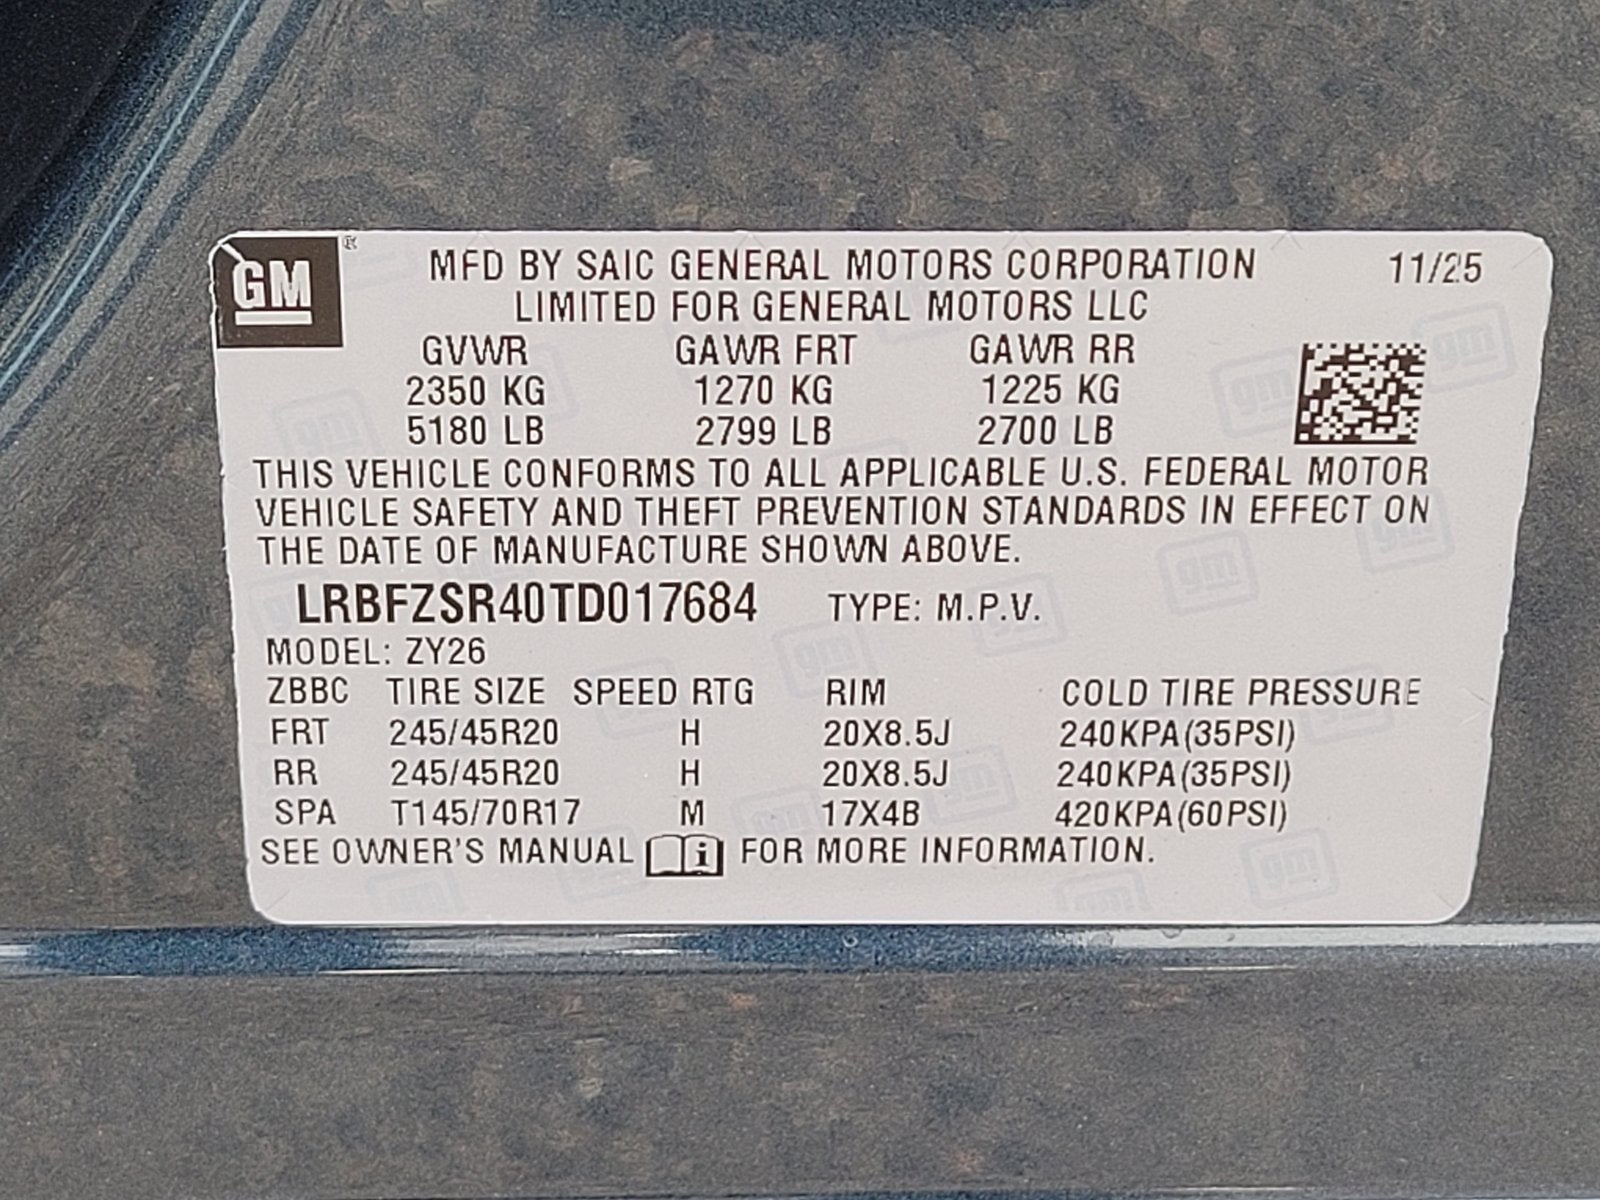 GM ® MFD BY SAIC GENERAL MOTORS CORPORATION 11/25
LIMITED FOR GENERAL MOTORS LLC
GVWR GAWR FRT GAWR RR
2350 KG 1270 KG 1225 KG
5180 LB 2799 LB 2700 LB
THIS VEHICLE CONFORMS TO ALL APPLICABLE U.S. FEDERAL MOTOR
VEHICLE SAFETY AND THEFT PREVENTION STANDARDS IN EFFECT ON
THE DATE OF MANUFACTURE SHOWN ABOVE.
LRBFZSR40TD017684 TYPE: M.P.V.
MODEL: ZY26
ZBBC TIRE SIZE SPEED RTG RIM COLD TIRE PRESSURE
FRT 245/45R20 H 20X8.5J 240KPA(35PSI)
RR 245/45R20 H 20X8.5J 240KPA(35PSI)
SPA T145/70R17 M 17X4B 420KPA(60PSI)
SEE OWNER'S MANUAL i FOR MORE INFORMATION.